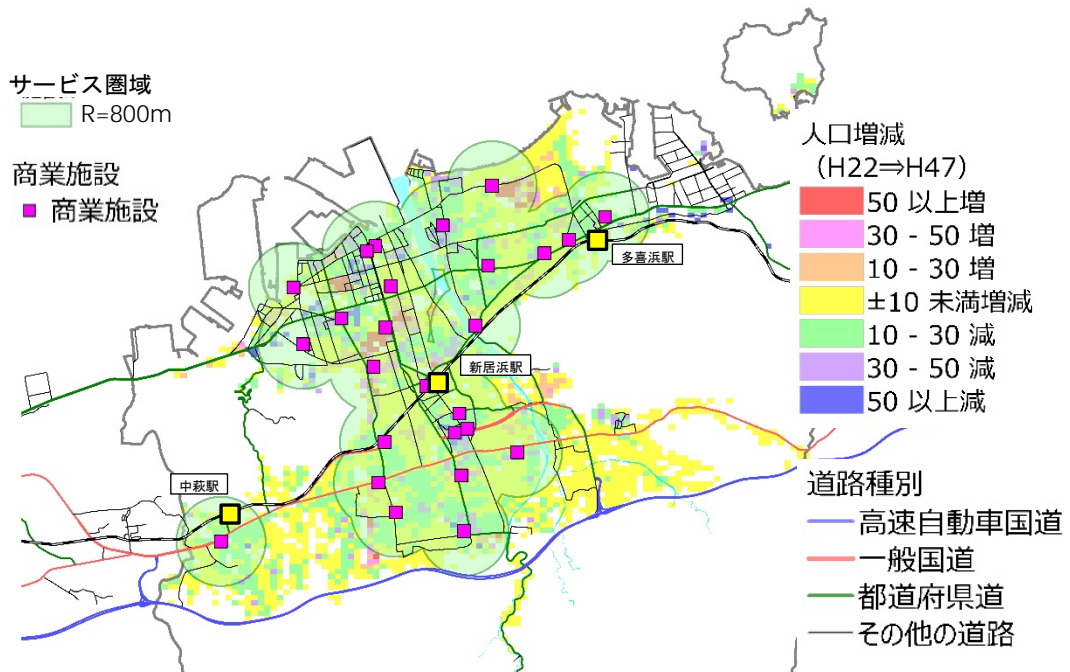 サービス圏域
R=800m
商業施設
商業施設
人口増減
（H22⇒H47）
50 以上増
30 - 50 増
10 - 30 増
±10 未満増減
10 - 30 減
30 - 50 減
50 以上減
多喜浜駅
新居浜駅
中萩駅
道路種別
高速自動車国道
一般国道
都道府県道
その他の道路